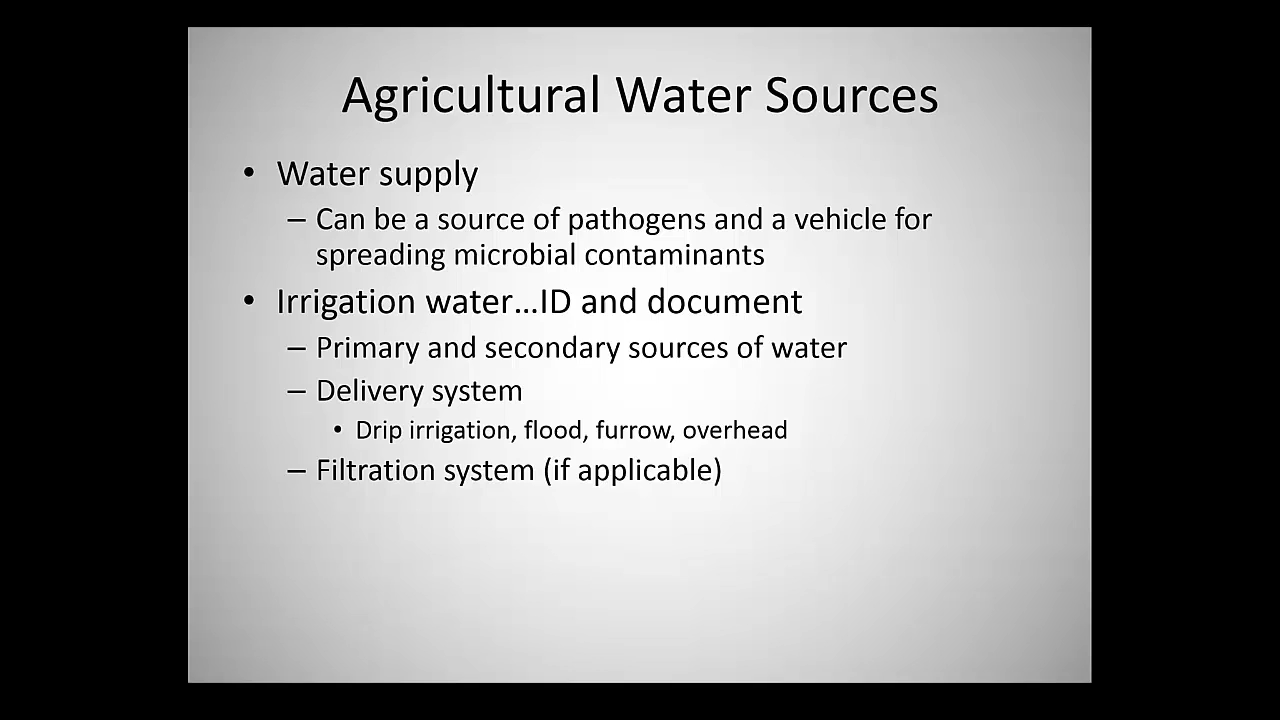 Agricultural Water Sources
• Water supply
– Can be a source of pathogens and a vehicle for
spreading microbial contaminants
• Irrigation water…ID and document
– Primary and secondary sources of water
– Delivery system
• Drip irrigation, flood, furrow, overhead
– Filtration system (if applicable)